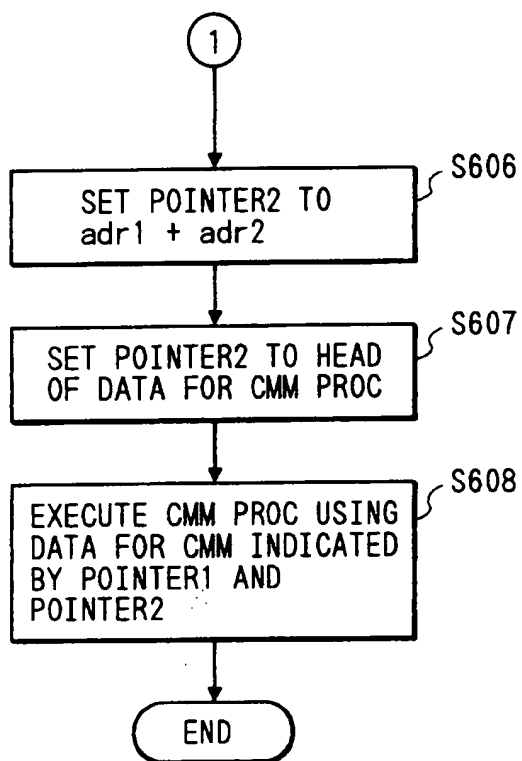 1
S606
SET POINTER2 TO
adr1 + adr2
S607
SET POINTER2 TO HEAD
OF DATA FOR CMM PROC
S608
EXECUTE CMM PROC USING
DATA FOR CMM INDICATED
BY POINTER1 AND
POINTER2
END